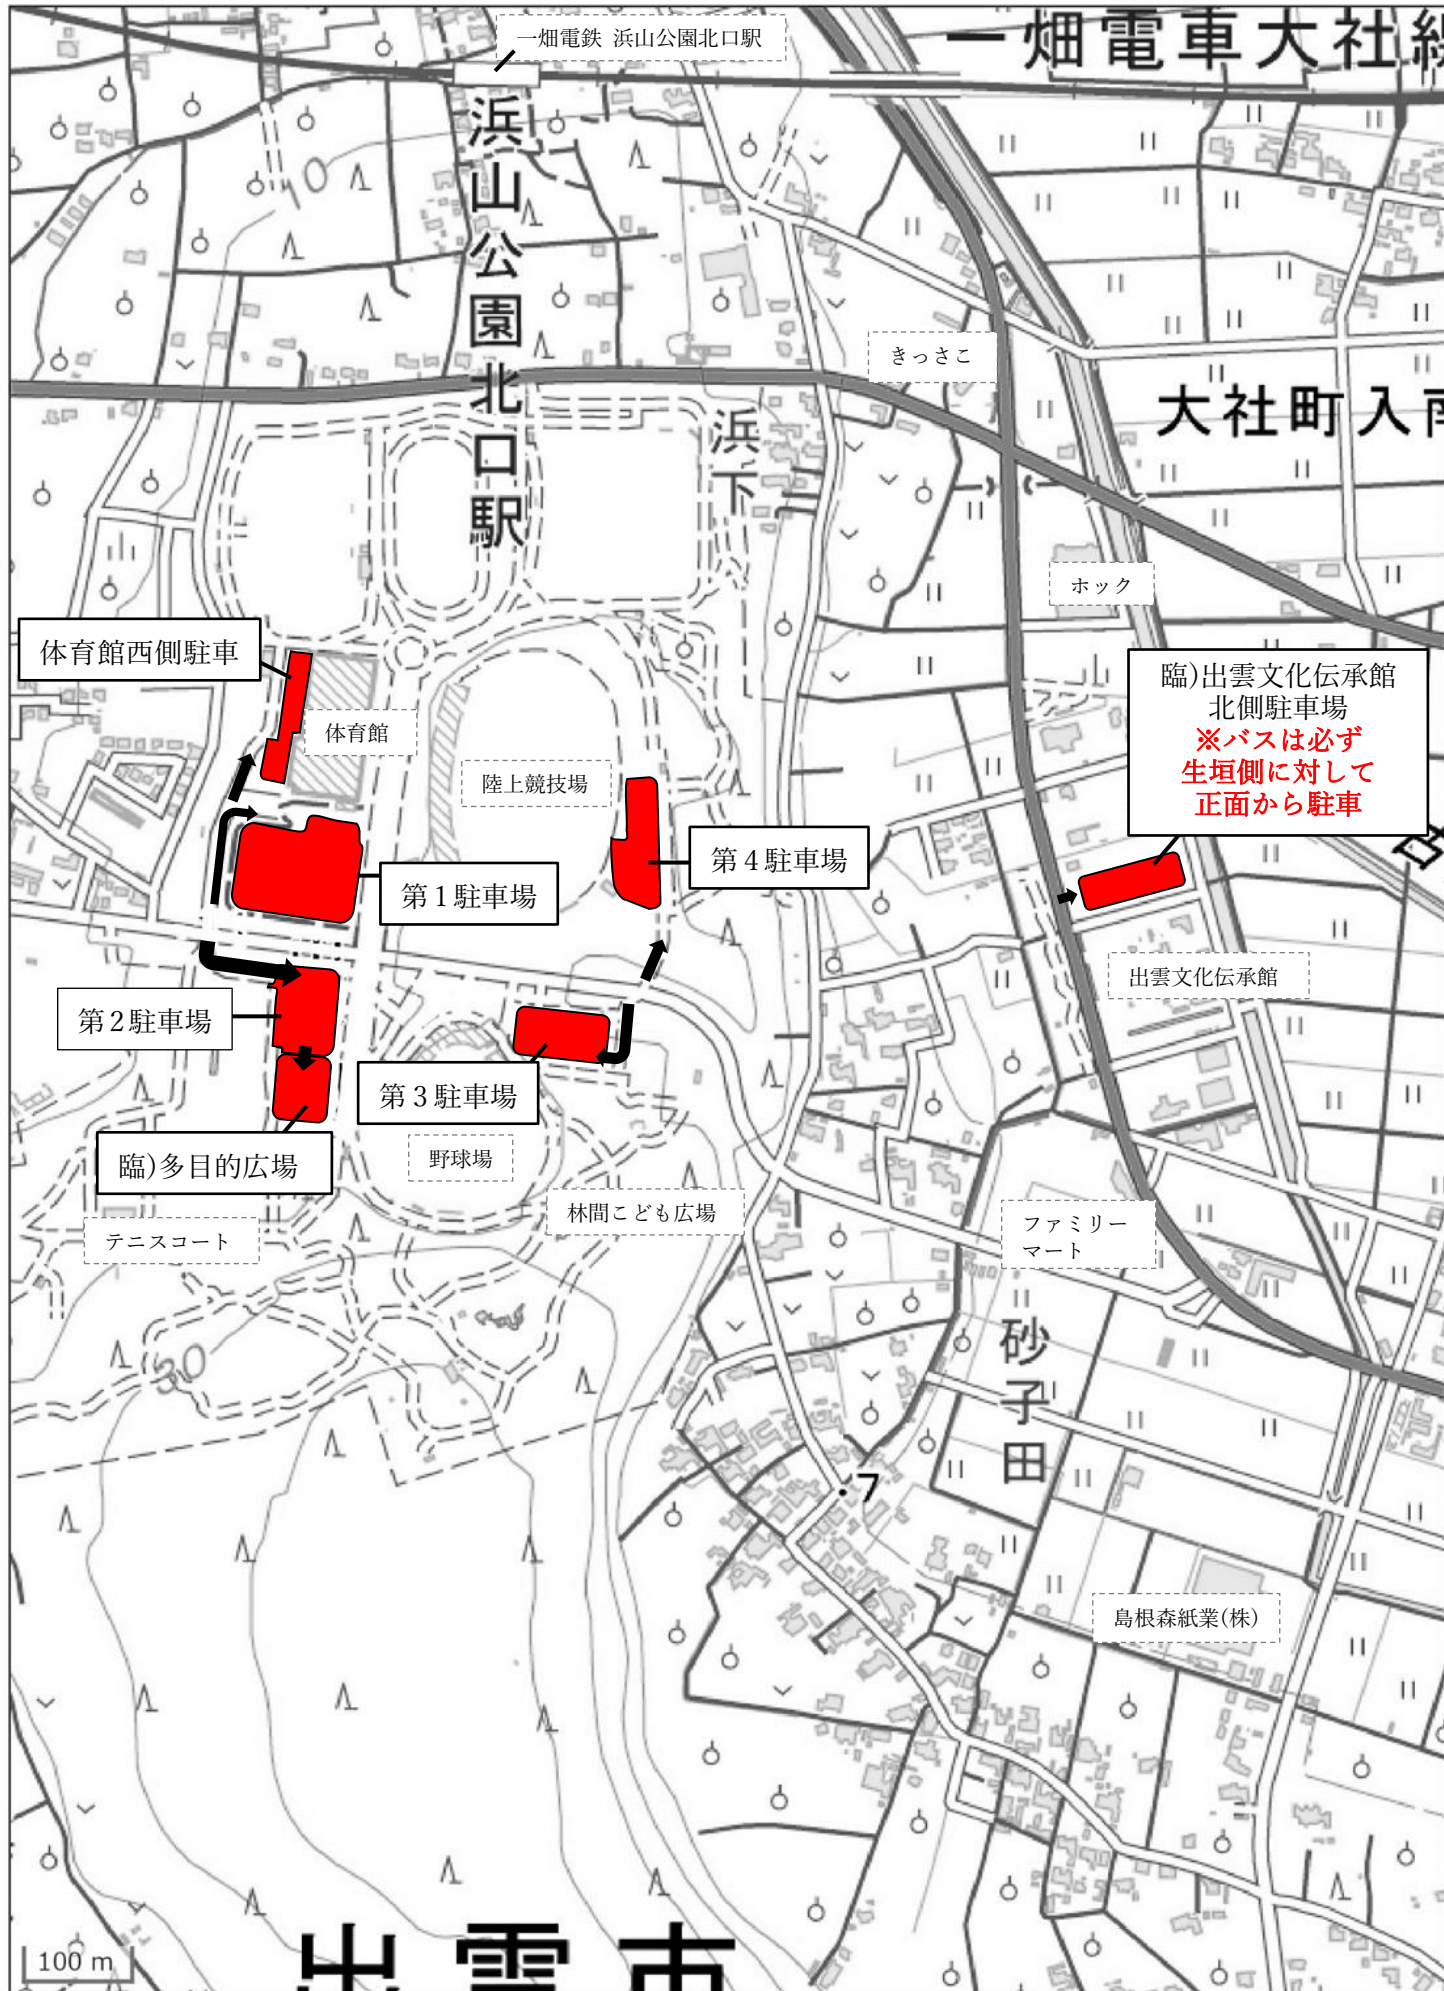 一畑電鉄 浜山公園北口駅
一畑電車大社線
浜山公園北口駅
きっさこ
大社町入南
浜下
ホック
体育館西側駐車
体育館
臨)出雲文化伝承館
北側駐車場
※バスは必ず
生垣側に対して
正面から駐車
陸上競技場
第４駐車場
第１駐車場
出雲文化伝承館
第２駐車場
第３駐車場
臨)多目的広場
野球場
林間こども広場
テニスコート
ファミリー
マート
30
砂子田
・7
島根森紙業(株)
100 m
出雲市